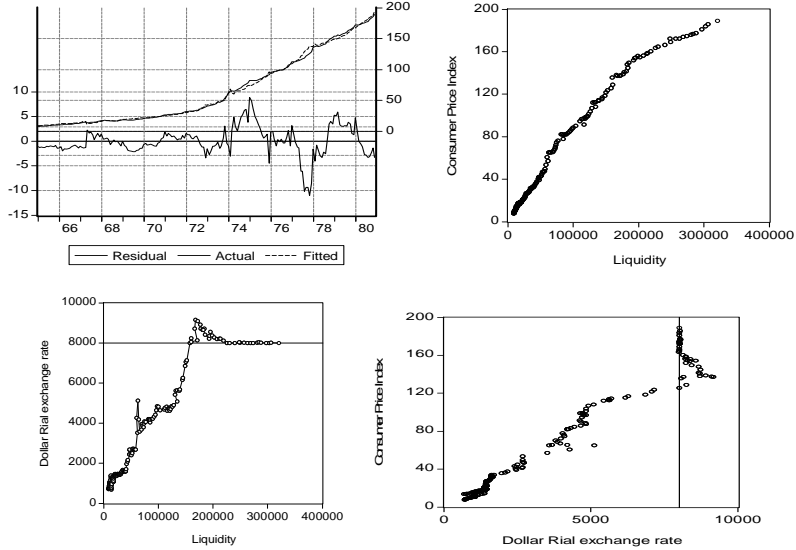 200
150
100
50
0
10
5
0
-5
-10
-15
66 68 70 72 74 76 78 80
Residual Actual Fitted
Consumer Price Index
200
160
120
80
40
0
0 100000 200000 300000 400000
Liquidity
Dollar Rial exchange rate
10000
8000
6000
4000
2000
0
0 100000 200000 300000 400000
Liquidity
Consumer Price Index
200
160
120
80
40
0
0 5000 10000
Dollar Rial exchange rate